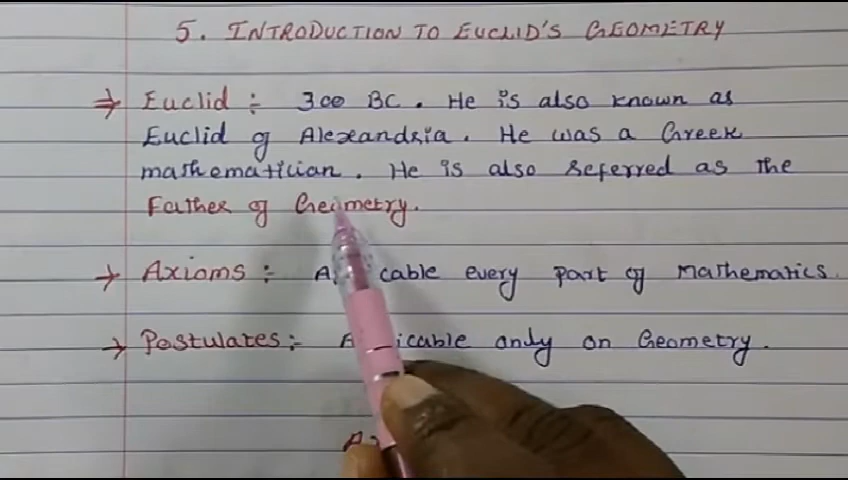 5. INTRODUCTION TO EUCLID'S GEOMETRY
⇒ Euclid :- 300 BC. He is also known as
Euclid of Alexandria. He was a Greek
mathematician. He is also referred as the
Father of Geometry.
→ Axioms :- cable every part of Mathematics.
→ Postulates :- icable only on Geometry.